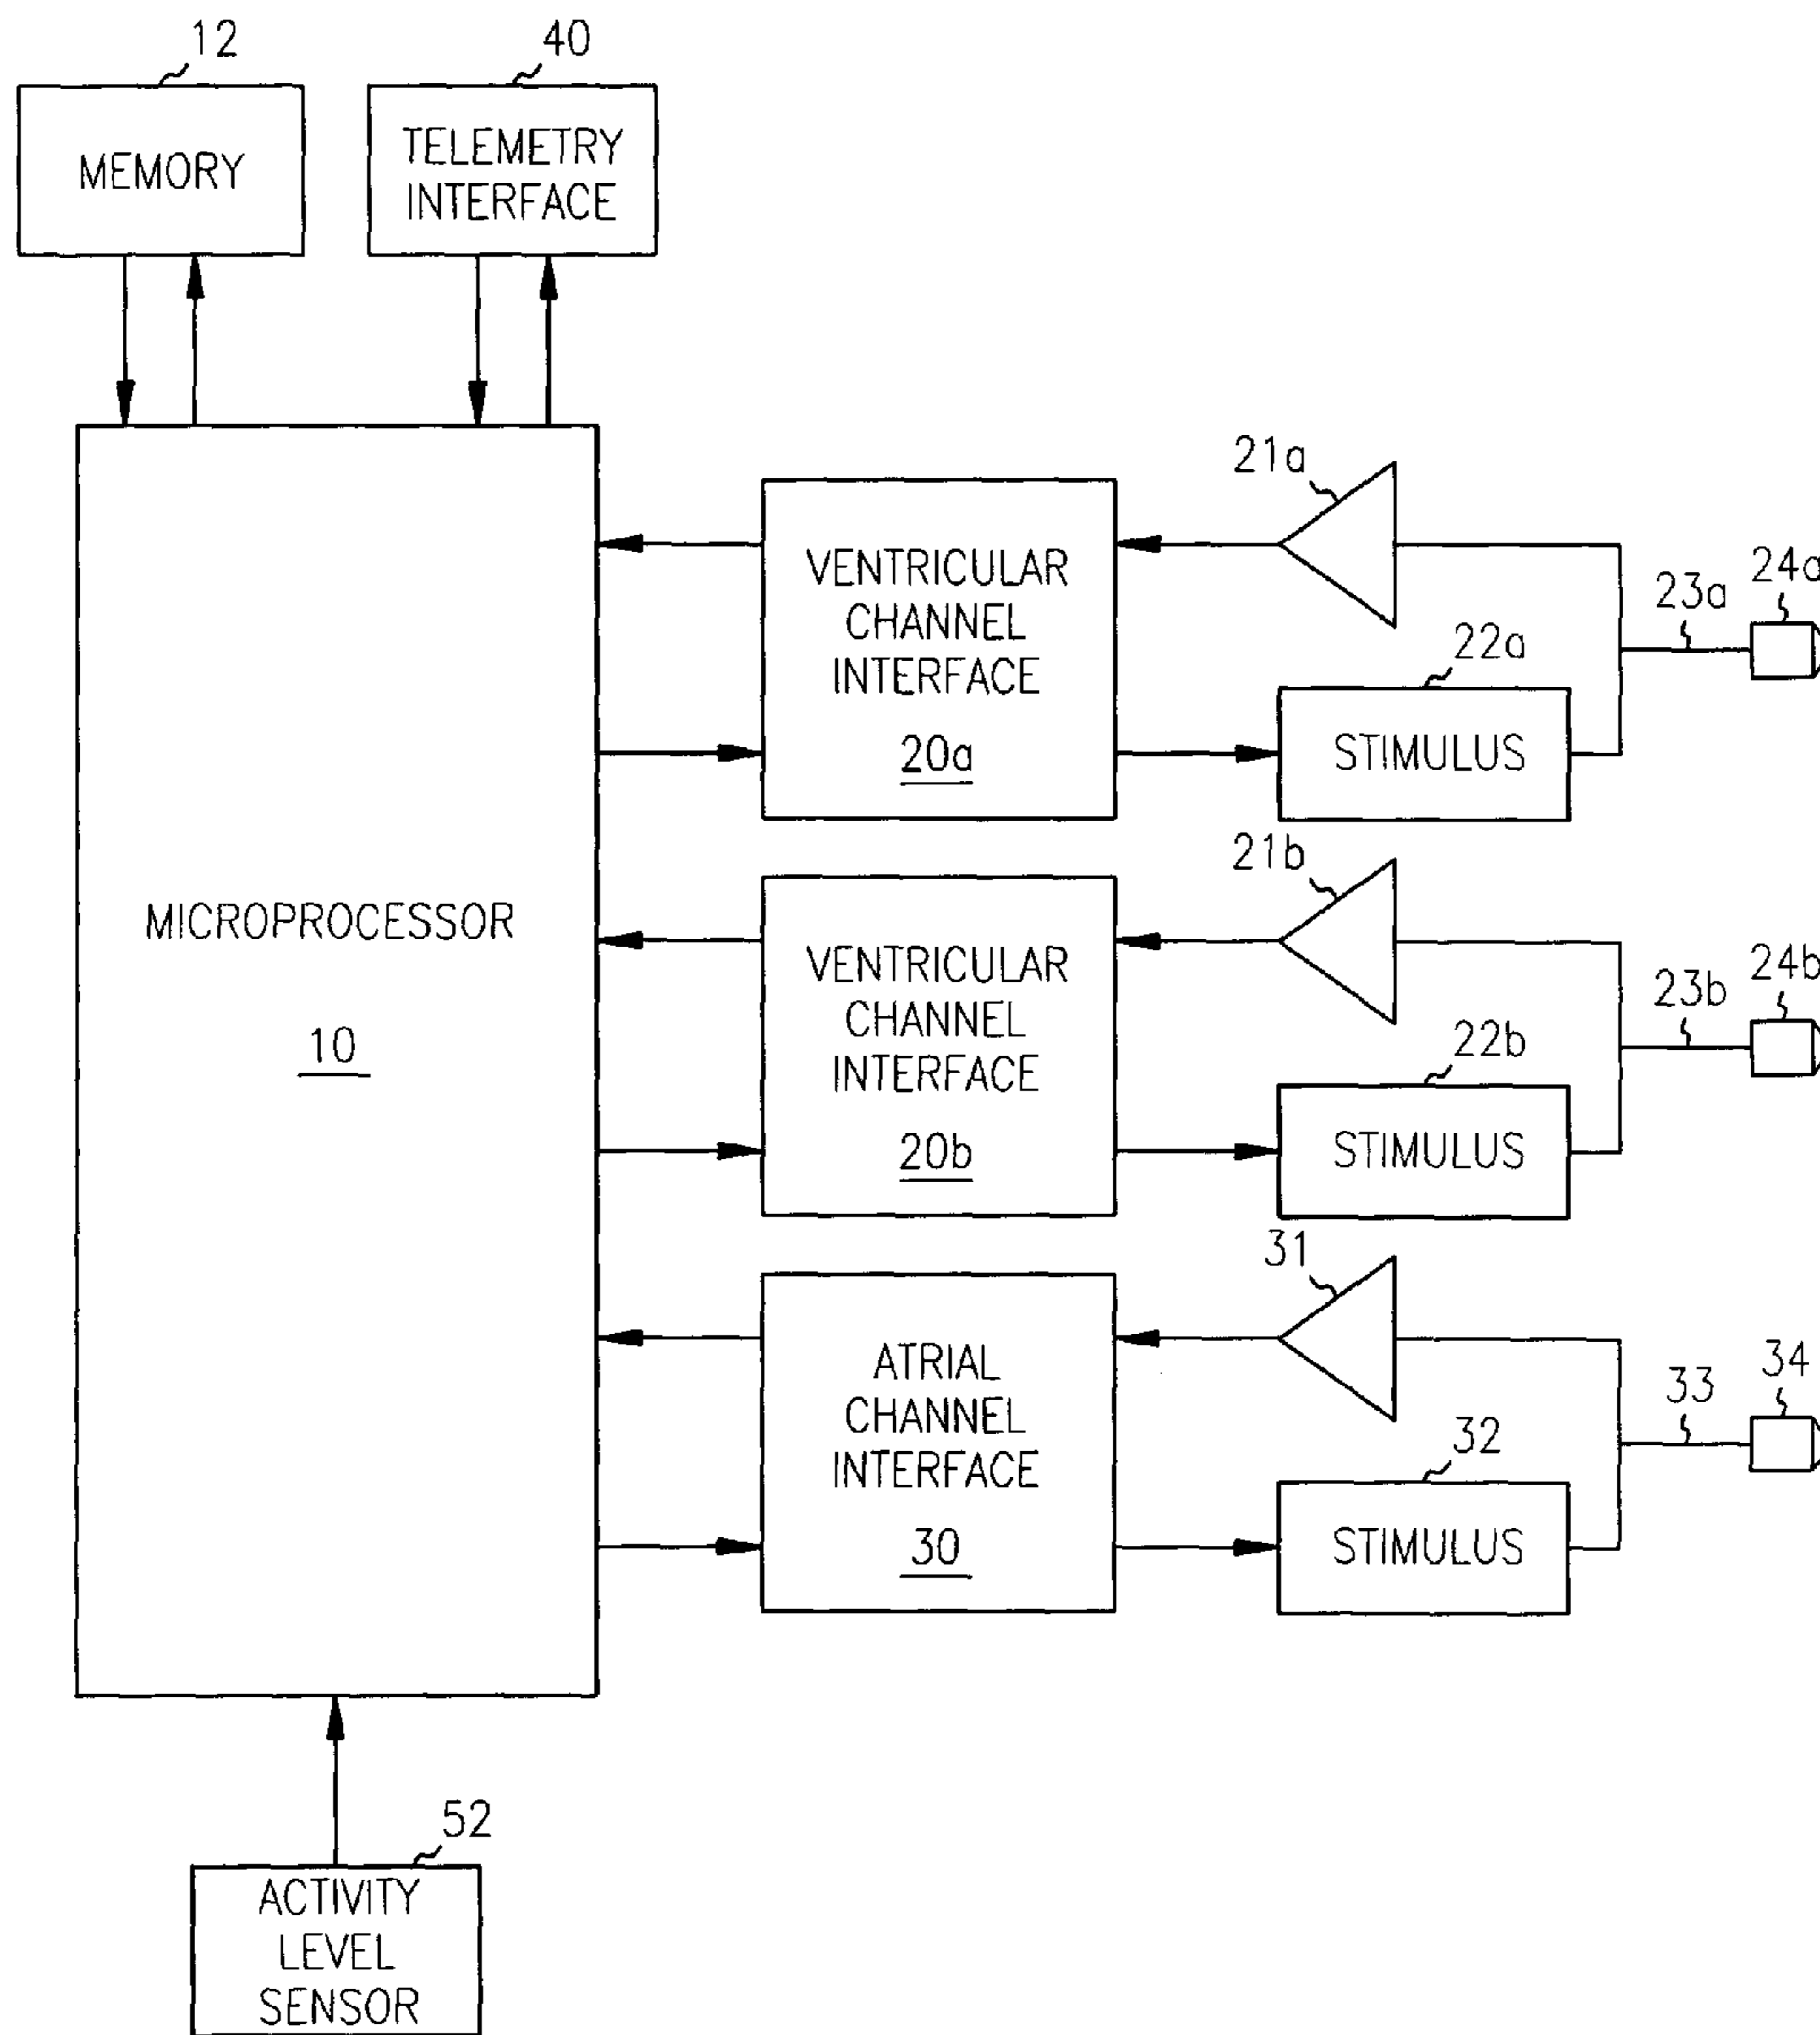 12
40
MEMORY
TELEMETRY
INTERFACE
21a
VENTRICULAR
CHANNEL
INTERFACE
20a
22a
STIMULUS
23a
24a
MICROPROCESSOR
10
21b
VENTRICULAR
CHANNEL
INTERFACE
20b
22b
STIMULUS
23b
24b
31
ATRIAL
CHANNEL
INTERFACE
30
32
STIMULUS
33
34
52
ACTIVITY
LEVEL
SENSOR